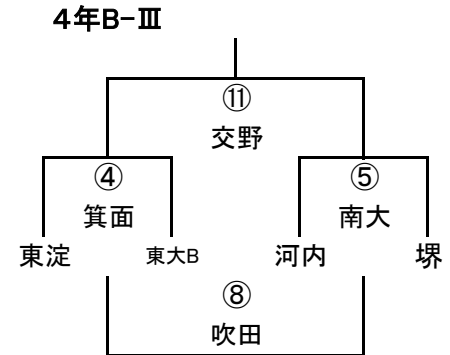 4年B-Ⅲ
⑪
交野
④ ⑤
箕面 南大
東淀 東大B 河内 堺
⑧
吹田